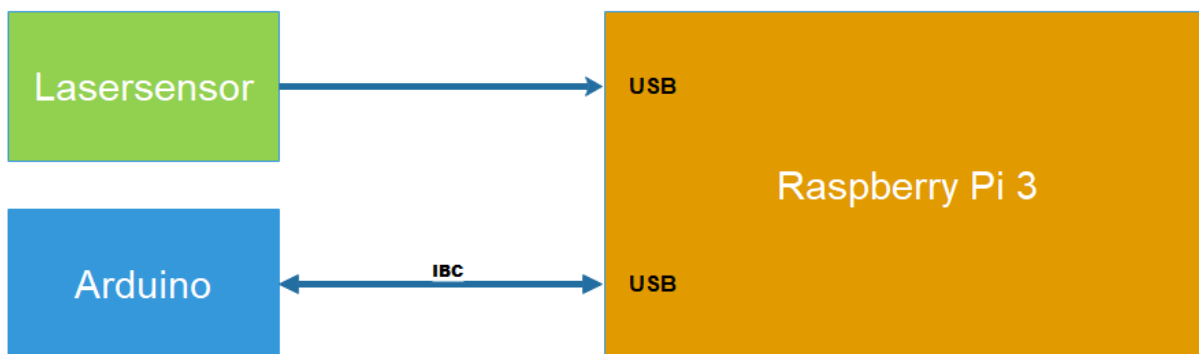 Lasersensor
USB
Raspberry Pi 3
Arduino
IBC
USB